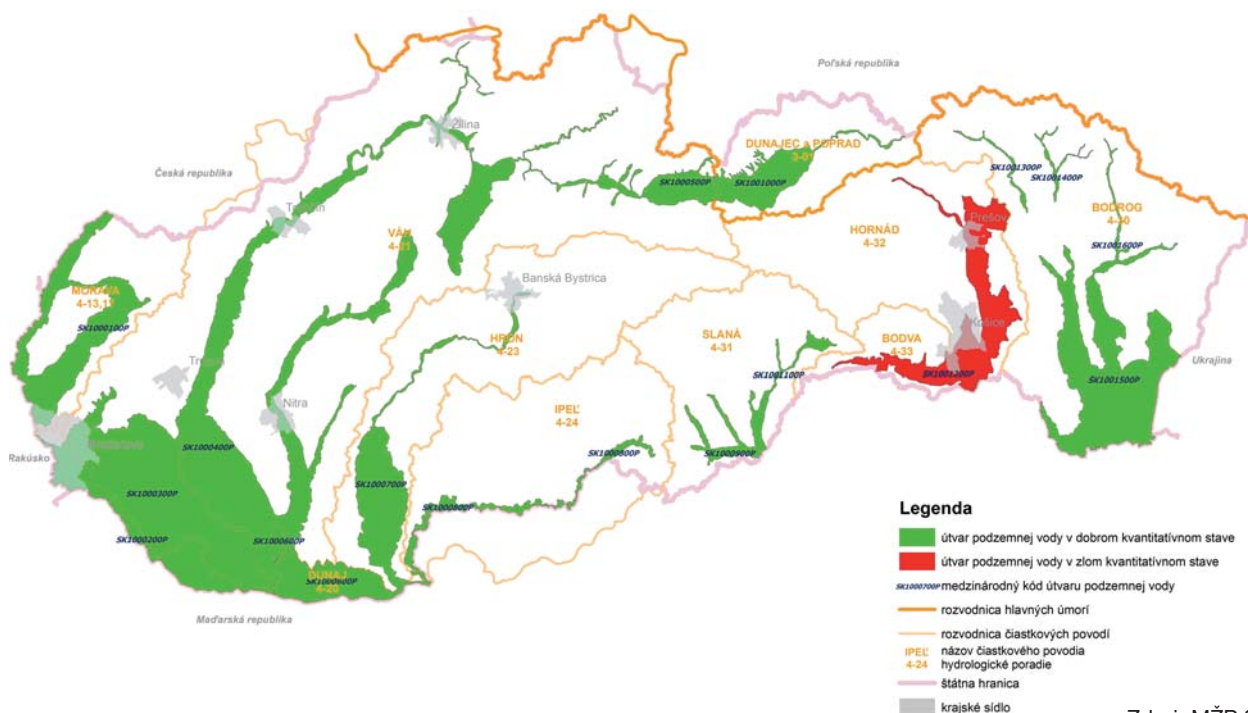 Poľská republika
Žilina
DUNAJEC a POPRAD
3-01
Česká republika
SK1000500P
SK1001000P
SK1001300P
SK1001400P
BODROG
4-30
SK1001600P
HORNÁD
4-32
Prešov
VÁH
4-21
Banská Bystrica
MORAVA
4-13,17
SK1000100P
HRON
4-23
SLANÁ
4-31
BODVA
4-33
Košice
Ukrajina
SK1001100P
SK1001200P
SK1001500P
Nitra
IPEĽ
4-24
SK1000400P
SK1000800P
SK1000900P
Rakúsko
SK1000300P
SK1000700P
SK1000800P
SK1000200P
SK1000600P
DUNAJ
4-20
SK1000600P
Maďarská republika
Legenda
útvar podzemnej vody v dobrom kvantitatívnom stave
útvar podzemnej vody v zlom kvantitatívnom stave
SK1000700P medzinárodný kód útvaru podzemnej vody
rozvodnica hlavných úmorí
rozvodnica čiastkových povodí
IPEĽ názov čiastkového povodia
4-24 hydrologické poradie
štátna hranica
krajské sídlo